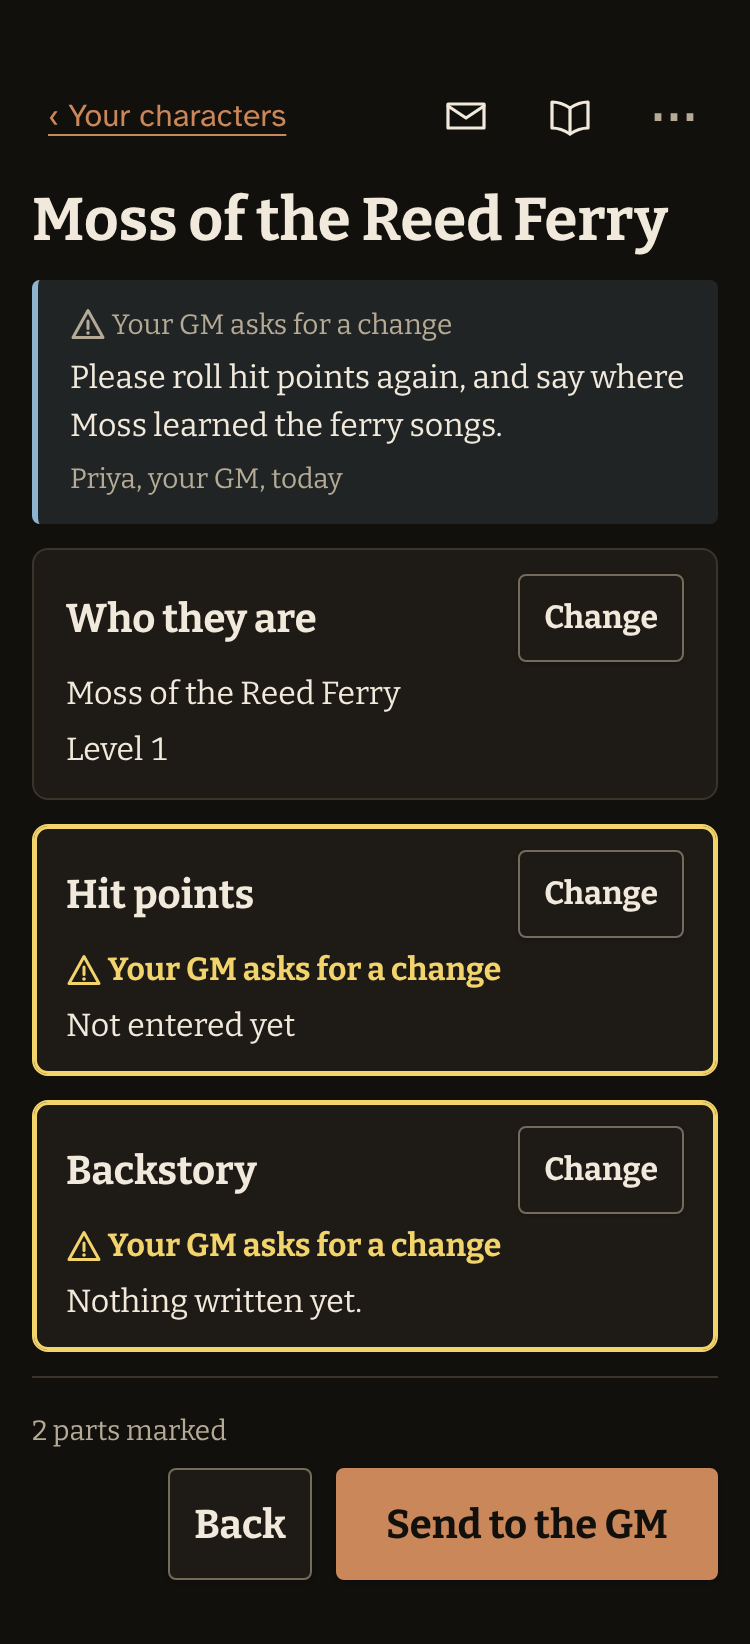 ‹ Your characters
Moss of the Reed Ferry
Your GM asks for a change
Please roll hit points again, and say where
Moss learned the ferry songs.
Priya, your GM, today
Who they are
Change
Moss of the Reed Ferry
Level 1
Hit points
Change
Your GM asks for a change
Not entered yet
Backstory
Change
Your GM asks for a change
Nothing written yet.
2 parts marked
Back
Send to the GM